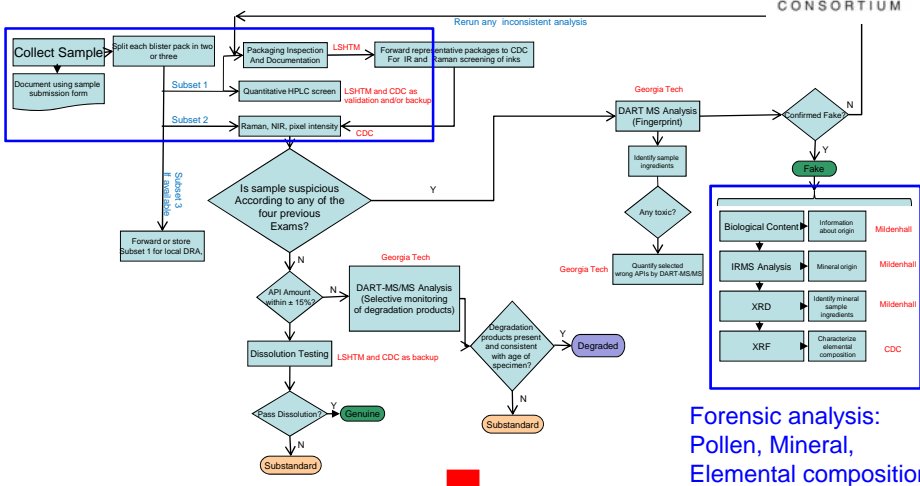 CONSORTIUM
Rerun any inconsistent analysis
Collect Sample
Split each blister pack in two
or three
Document using sample
submission form
Packaging Inspection
And Documentation
LSHTM
Forward representative packages to CDC
For IR and Raman screening of inks
Subset 1
Quantitative HPLC screen
LSHTM and CDC as
validation and/or backup
Subset 2
Raman, NIR, pixel intensity
CDC
Subset 3
If available
Forward or store
Subset 1 for local DRA,
Is sample suspicious
According to any of the
four previous
Exams?
Y
N
Georgia Tech
DART MS Analysis
(Fingerprint)
Identify sample
ingredients
Any toxic?
Georgia Tech
Quantify selected
wrong APIs by DART-MS/MS
Confirmed Fake?
N
Y
Fake
Biological Content
Information
about origin
Mildenhall
IRMS Analysis
Mineral origin
Mildenhall
XRD
Identify mineral
sample
ingredients
Mildenhall
XRF
Characterize
elemental
composition
CDC
API Amount
within ± 15%?
N
Y
Georgia Tech
DART-MS/MS Analysis
(Selective monitoring
of degradation products)
Degradation
products present
and consistent
with age of
specimen?
Y
Degraded
N
Substandard
Dissolution Testing
LSHTM and CDC as backup
Pass Dissolution?
Y
Genuine
N
Substandard
Forensic analysis:
Pollen, Mineral,
Elemental composition